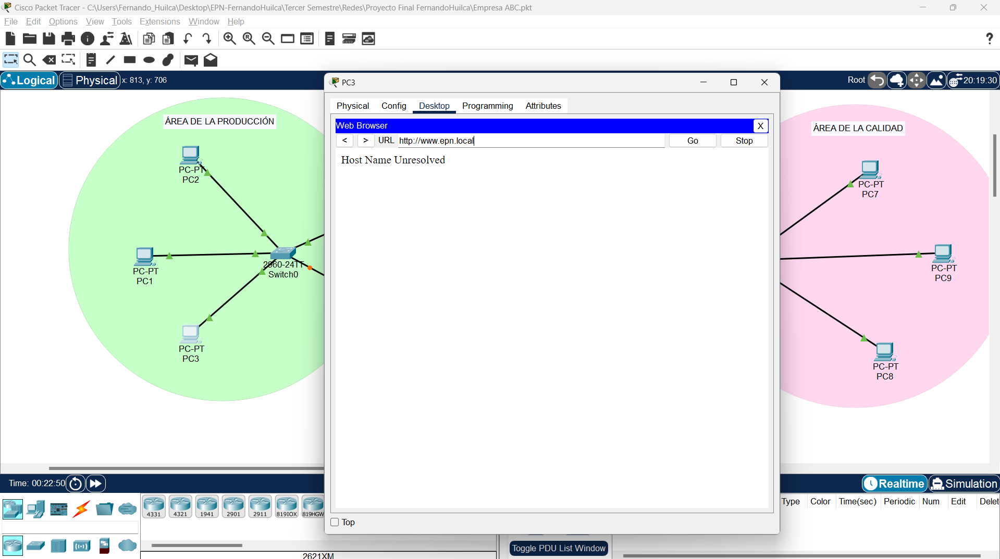 Cisco Packet Tracer - C:\Users\Fernando_Huilca\Desktop\EPN-FernandoHuilca\Tercer Semestre\Redes\Proyecto Final FernandoHuilca\Empresa ABC.pkt
File Edit Options View Tools Extensions Window Help
Logical Physical x: 813, y: 706
Root 20:19:30
PC3
Physical Config Desktop Programming Attributes
Web Browser X
< > URL http://www.epn.local Go Stop
Host Name Unresolved
Top
ÁREA DE LA PRODUCCIÓN
PC-PT
PC2
PC-PT
PC1
2960-24TT
Switch0
PC-PT
PC3
ÁREA DE LA CALIDAD
PC-PT
PC7
PC-PT
PC9
PC-PT
PC8
Time: 00:22:50
Realtime Simulation
4331 4321 1941 2901 2911 819IOX 819HGW
2621XM
Type Color Time(sec) Periodic Num Edit Delet
Toggle PDU List Window